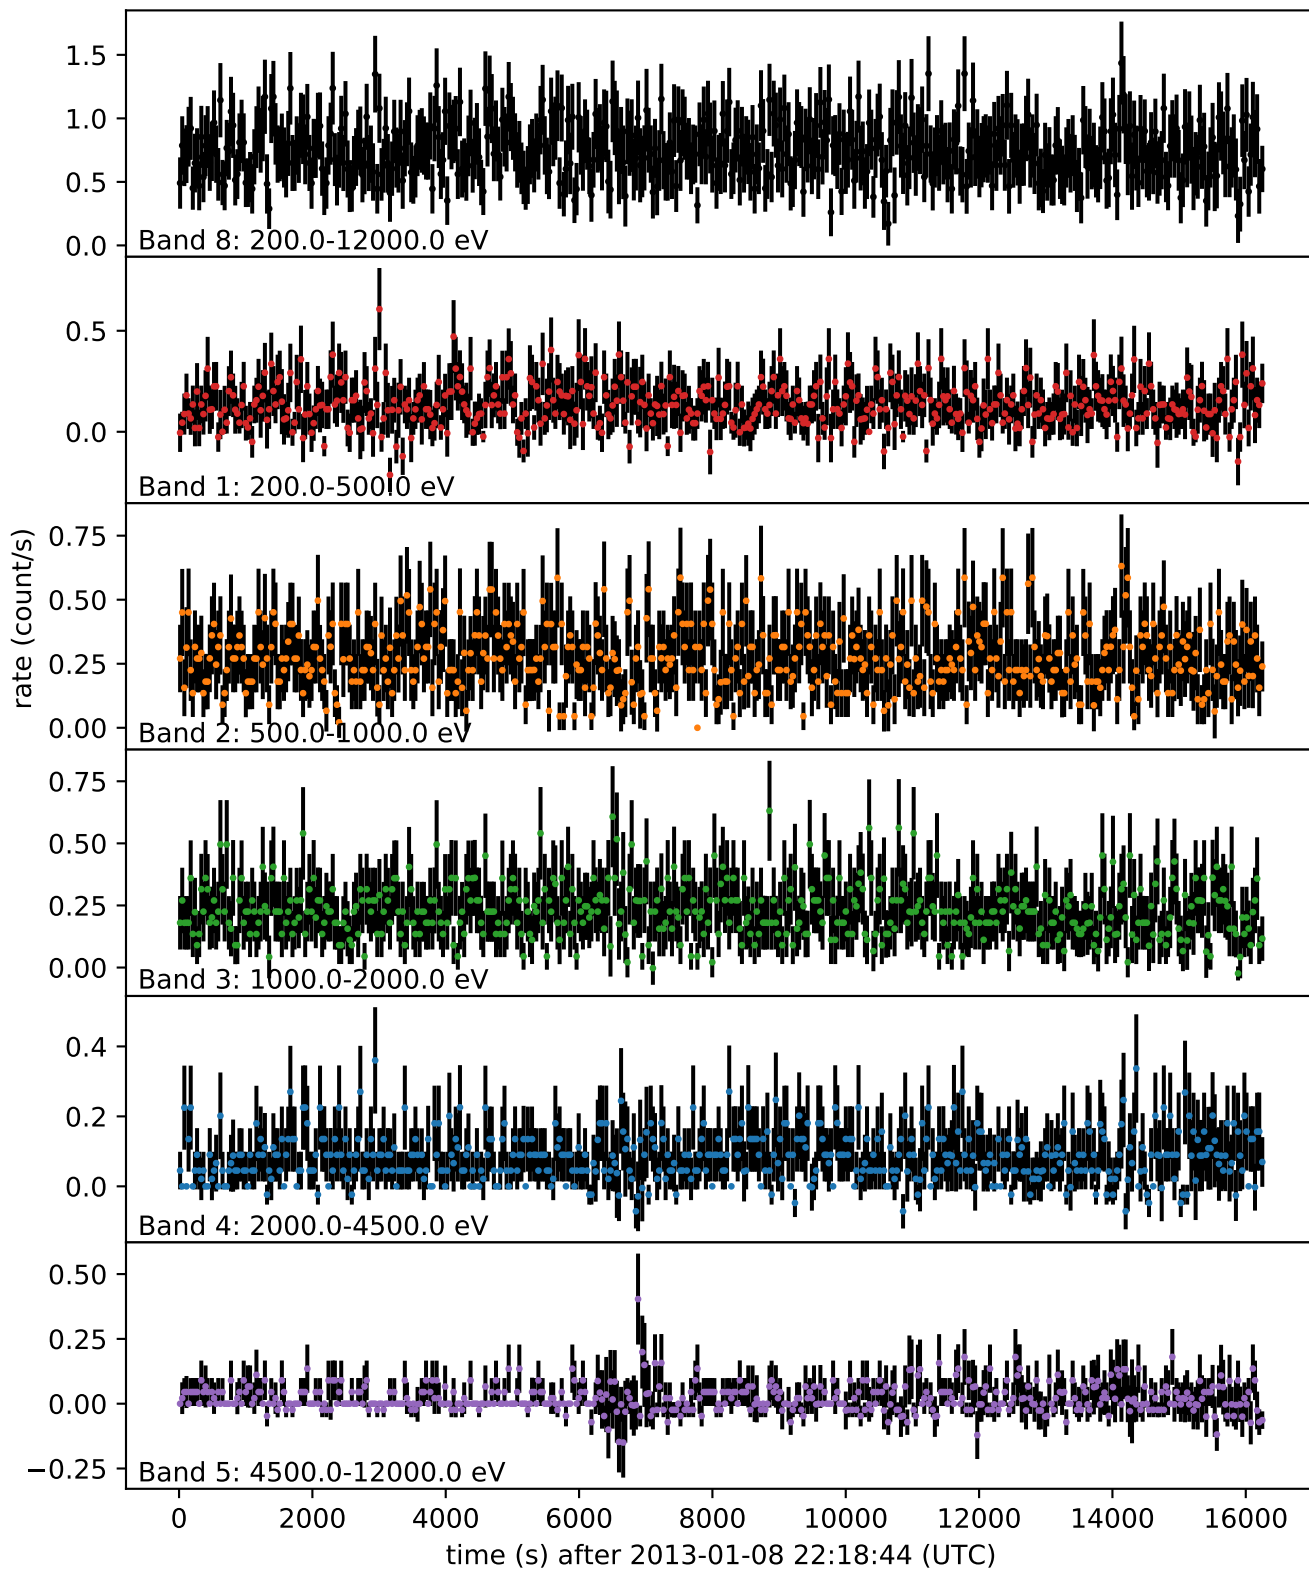 1.5
1.0
0.5
0.0
Band 8: 200.0-12000.0 eV
0.5
0.0
Band 1: 200.0-500.0 eV
rate (count/s)
0.75
0.50
0.25
0.00
Band 2: 500.0-1000.0 eV
0.75
0.50
0.25
0.00
Band 3: 1000.0-2000.0 eV
0.4
0.2
0.0
Band 4: 2000.0-4500.0 eV
0.50
0.25
0.00
−0.25
Band 5: 4500.0-12000.0 eV
0 2000 4000 6000 8000 10000 12000 14000 16000
time (s) after 2013-01-08 22:18:44 (UTC)